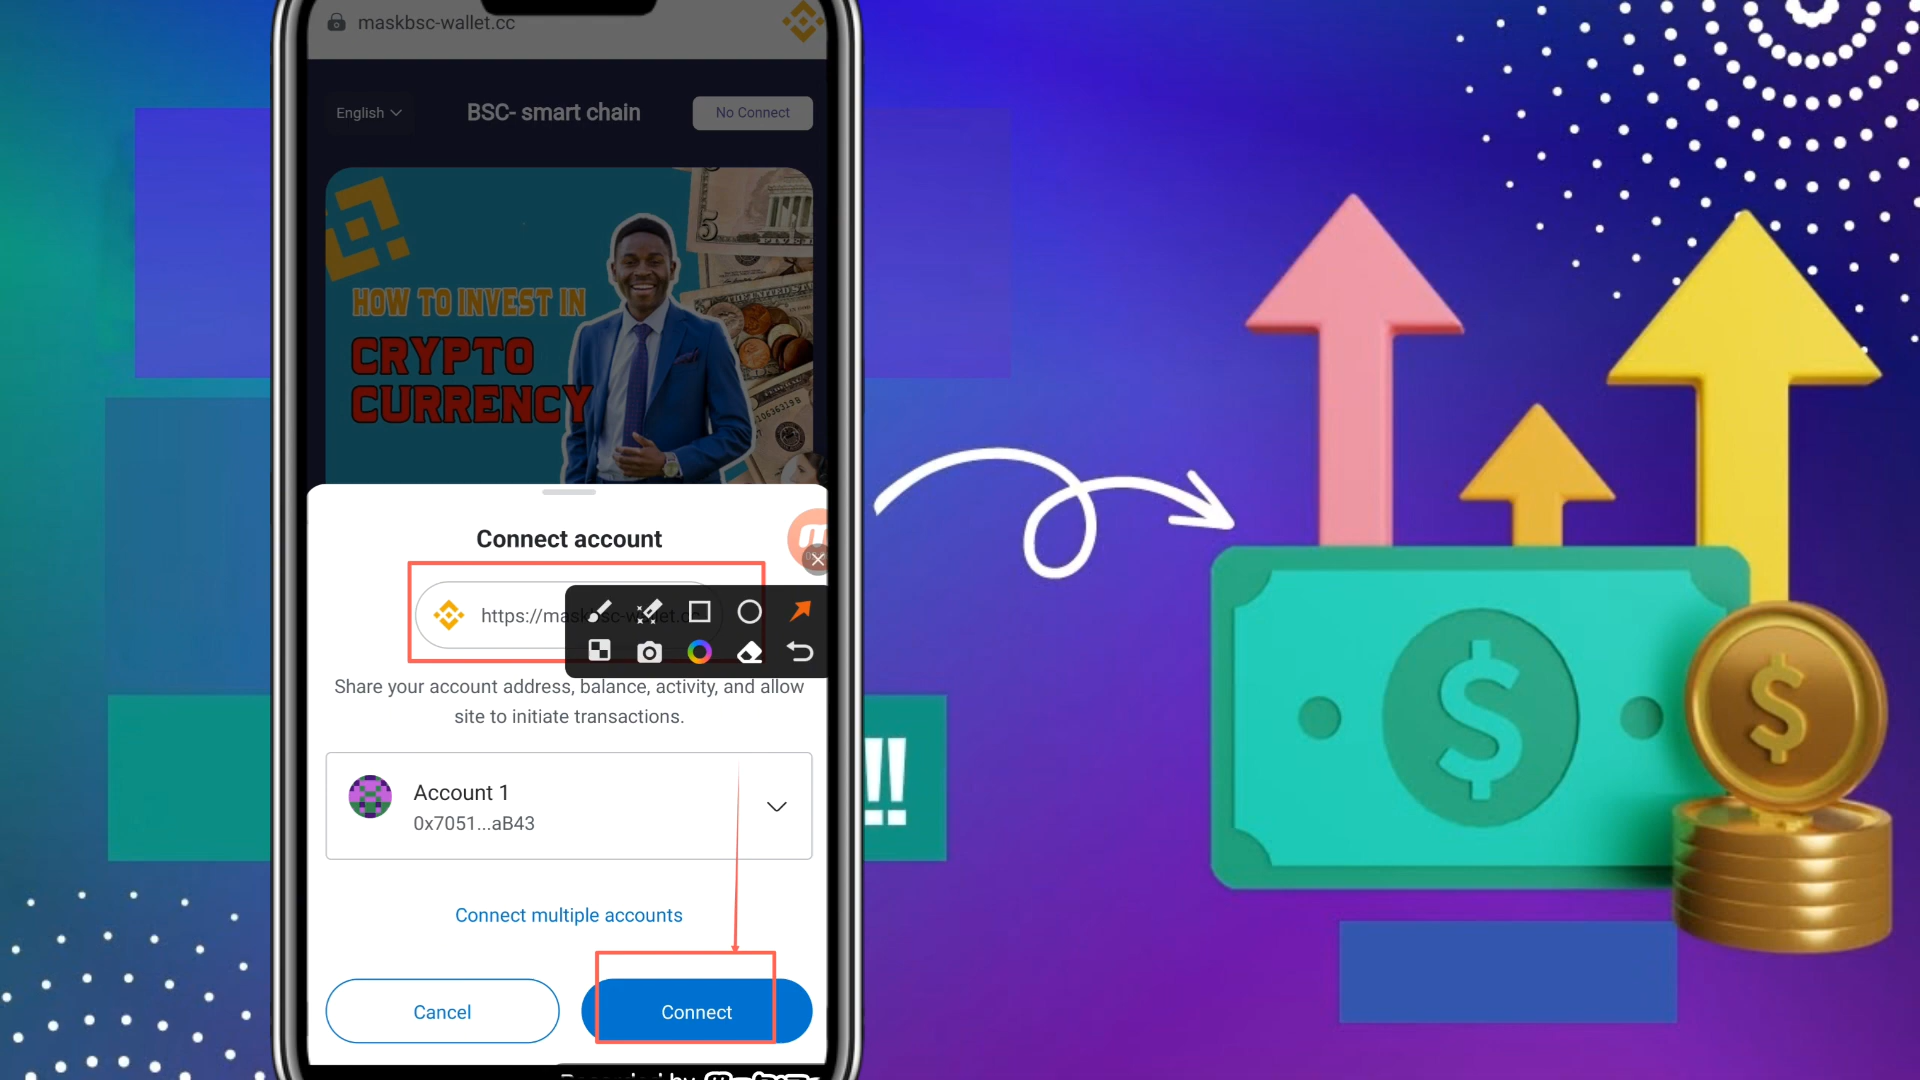 maskbsc-wallet.cc
English
BSC- smart chain
No Connect
HOW TO INVEST IN
CRYPTO
CURRENCY
Connect account
https://maskbsc-wallet.cc
Share your account address, balance, activity, and allow
site to initiate transactions.
Account 1
0x7051...aB43
!!
Connect multiple accounts
Cancel
Connect